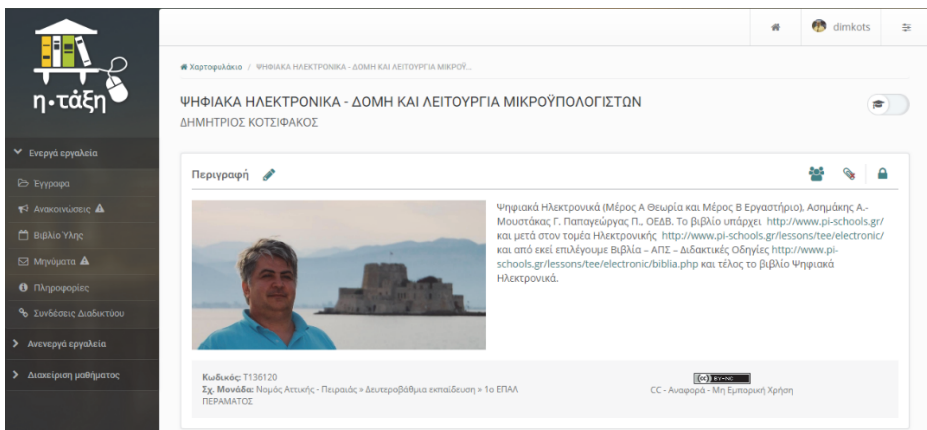 η•τάξη
dimkots
Χαρτοφυλάκιο / ΨΗΦΙΑΚΑ ΗΛΕΚΤΡΟΝΙΚΑ - ΔΟΜΗ ΚΑΙ ΛΕΙΤΟΥΡΓΙΑ ΜΙΚΡΟΫ...
ΨΗΦΙΑΚΑ ΗΛΕΚΤΡΟΝΙΚΑ - ΔΟΜΗ ΚΑΙ ΛΕΙΤΟΥΡΓΙΑ ΜΙΚΡΟΫΠΟΛΟΓΙΣΤΩΝ
ΔΗΜΗΤΡΙΟΣ ΚΟΤΣΙΦΑΚΟΣ
Ενεργά εργαλεία
Έγγραφα
Ανακοινώσεις
Βιβλίο Ύλης
Μηνύματα
Πληροφορίες
Συνδέσεις Διαδικτύου
Ανενεργά εργαλεία
Διαχείριση μαθήματος
Περιγραφή
Ψηφιακά Ηλεκτρονικά (Μέρος Α Θεωρία και Μέρος Β Εργαστήριο), Ασημάκης Α.-
Μουστάκας Γ. Παπαγεώργας Π., ΟΕΔΒ. Το βιβλίο υπάρχει http://www.pi-schools.gr/
και μετά στον τομέα Ηλεκτρονικής http://www.pi-schools.gr/lessons/tee/electronic/
και από εκεί επιλέγουμε Βιβλία – ΑΠΣ – Διδακτικές Οδηγίες http://www.pi-
schools.gr/lessons/tee/electronic/biblia.php και τέλος το βιβλίο Ψηφιακά
Ηλεκτρονικά.
Κωδικός: T136120
Σχ. Μονάδα: Νομός Αττικής - Πειραιάς » Δευτεροβάθμια εκπαίδευση » 1ο ΕΠΑΛ
ΠΕΡΑΜΑΤΟΣ
(cc) BY-NC
CC - Αναφορά - Μη Εμπορική Χρήση